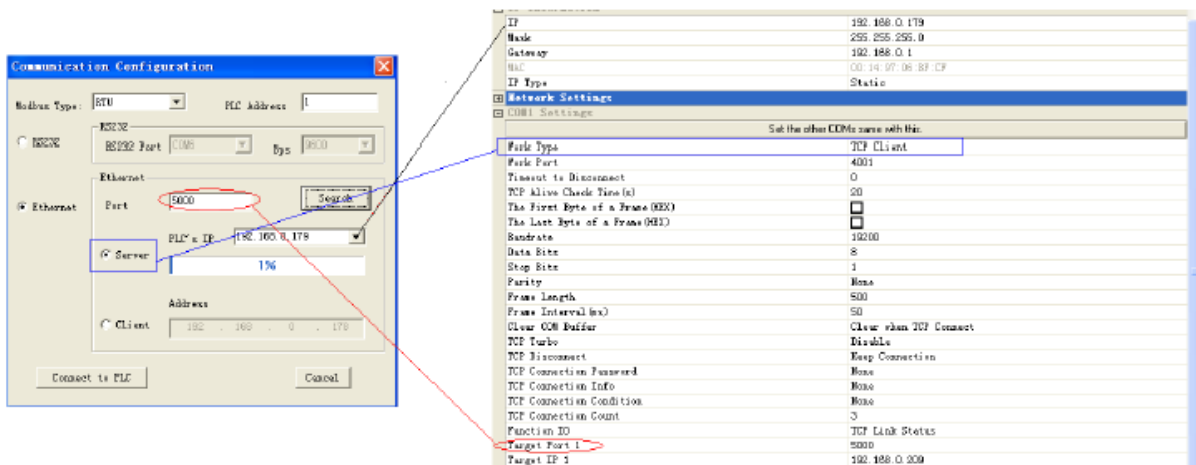 Communication Configuration
Modbus Type: RTU PLC Address 1
RS232
RS232 RS232 Port COM6 Bps 9600
Ethernet
Ethernet Port 5000 Search
PLC's IP 192.168.0.179
Server
1%
Address
Client 192 . 168 . 0 . 178
Connect to PLC Cancel
IP 192.168.0.179
Mask 255.255.255.0
Gateway 192.168.0.1
MAC
IP Type Static
Network Settings
COM1 Settings
Set the other COMs same with this.
Work Type TCP Client
Work Port 4001
Timeout to Disconnect 0
TCP Alive Check Time(s) 20
The First Byte of a Frame(HEX)
The Last Byte of a Frame(HEX)
Baudrate 19200
Data Bits 8
Stop Bits 1
Parity None
Frame Length 500
Frame Interval(ms) 50
Clear COM Buffer Clear when TCP Connect
TCP Turbo Disable
TCP Disconnect Keep Connection
TCP Connection Password None
TCP Connection Info None
TCP Connection Condition None
TCP Connection Count 3
Function IO TCP Link Status
Target Port 1 5000
Target IP 1 192.168.0.209